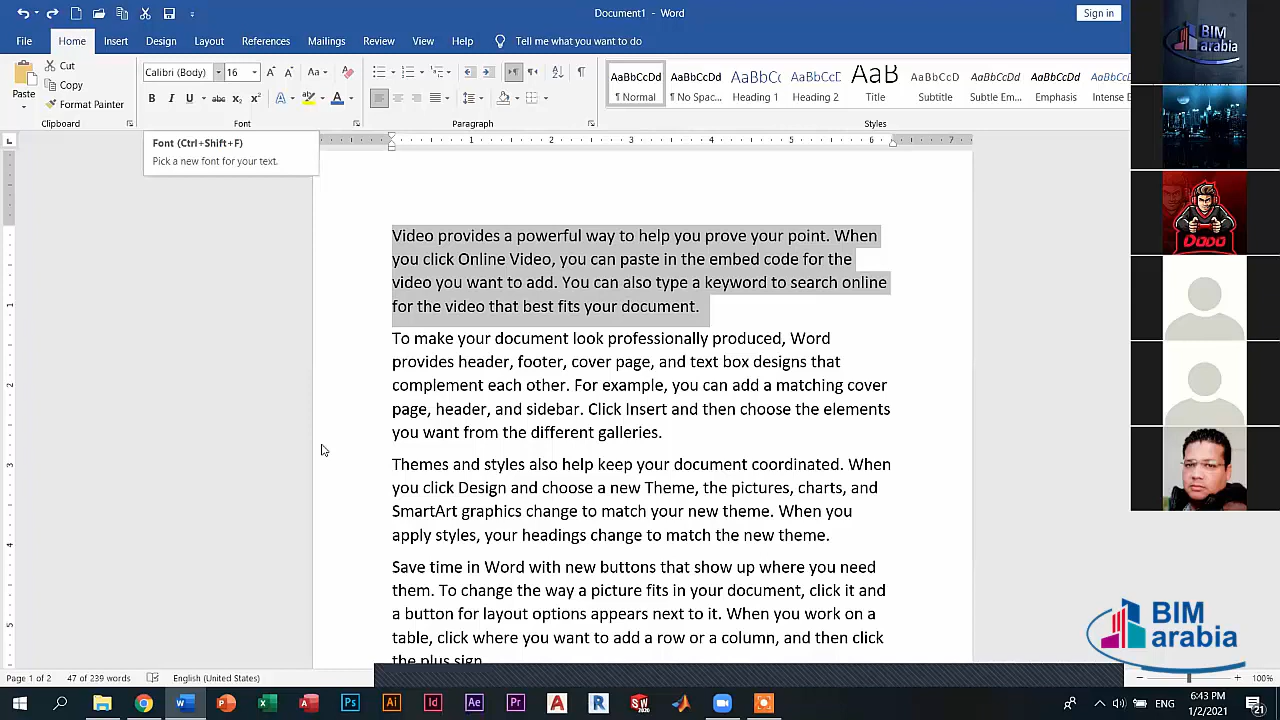 Document1 - Word
Sign in
File Home Insert Design Layout References Mailings Review View Help Tell me what you want to do
Paste
Cut
Copy
Format Painter
Clipboard
Calibri (Body) 16
Font
Paragraph
AaBbCcDd AaBbCcDd AaBbCc AaBbCcC AaB AaBbCcD AaBbCcDd AaBbCcDd AaBbCc
¶ Normal ¶ No Spac... Heading 1 Heading 2 Title Subtitle Subtle Em... Emphasis Intense E
Styles
Font (Ctrl+Shift+F)
Pick a new font for your text.
1 2 3 4 5 6 7
Video provides a powerful way to help you prove your point. When
you click Online Video, you can paste in the embed code for the
video you want to add. You can also type a keyword to search online
for the video that best fits your document.
To make your document look professionally produced, Word
provides header, footer, cover page, and text box designs that
complement each other. For example, you can add a matching cover
page, header, and sidebar. Click Insert and then choose the elements
you want from the different galleries.
Themes and styles also help keep your document coordinated. When
you click Design and choose a new Theme, the pictures, charts, and
SmartArt graphics change to match your new theme. When you
apply styles, your headings change to match the new theme.
Save time in Word with new buttons that show up where you need
them. To change the way a picture fits in your document, click it and
a button for layout options appears next to it. When you work on a
table, click where you want to add a row or a column, and then click
the plus sign.
Page 1 of 2 47 of 239 words English (United States) 100%
BIM
arabia
DODO
BIM
arabia
ENG
6:43 PM
1/2/2021
21